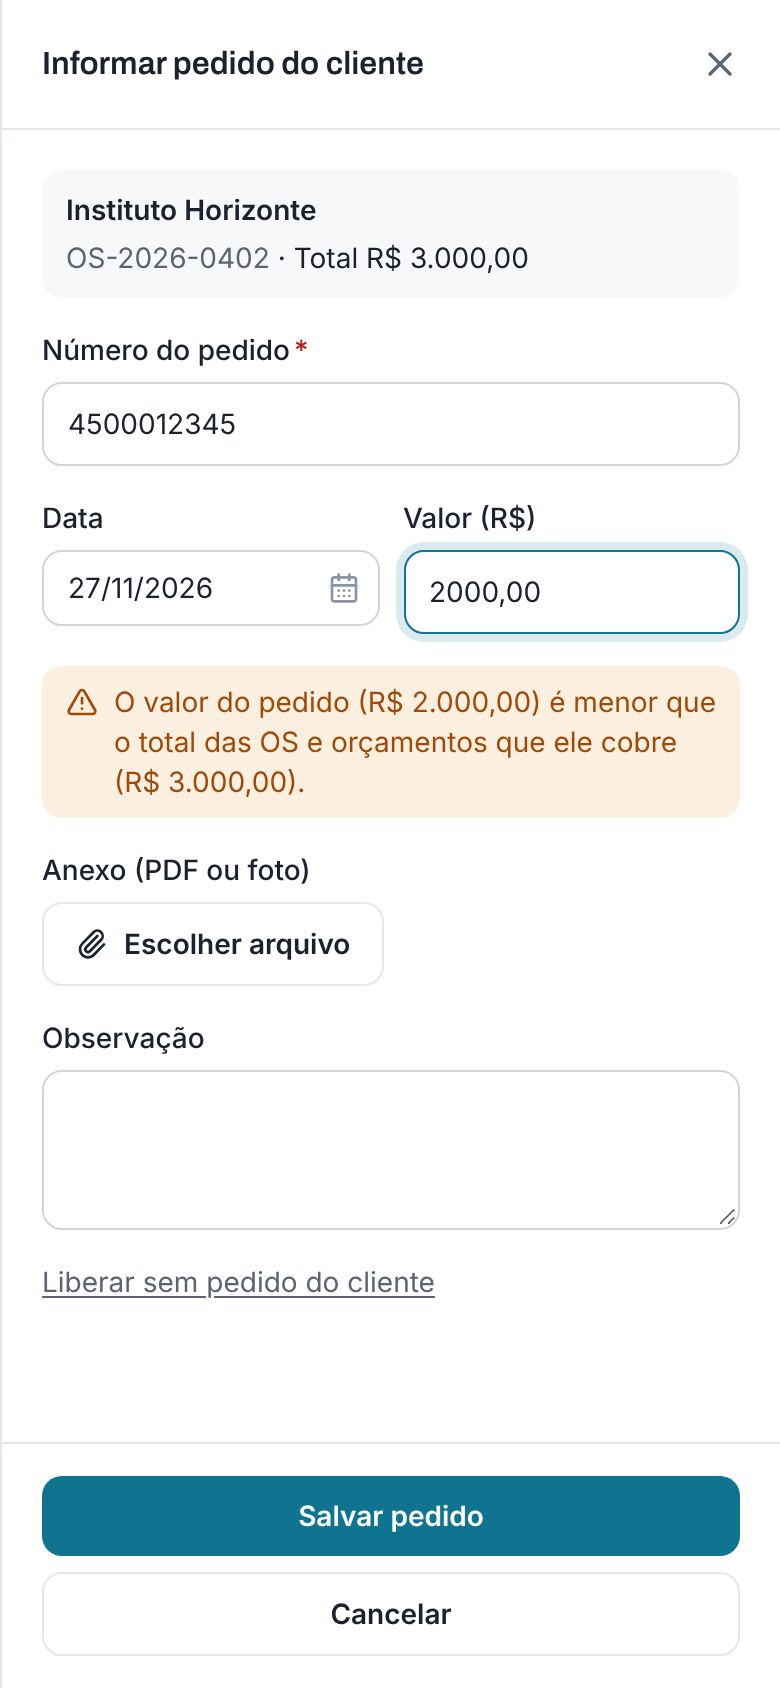 Informar pedido do cliente
Instituto Horizonte
OS-2026-0402 · Total R$ 3.000,00
Número do pedido *
4500012345
Data
Valor (R$)
27/11/2026
2000,00
O valor do pedido (R$ 2.000,00) é menor que
o total das OS e orçamentos que ele cobre
(R$ 3.000,00).
Anexo (PDF ou foto)
Escolher arquivo
Observação
Liberar sem pedido do cliente
Salvar pedido
Cancelar